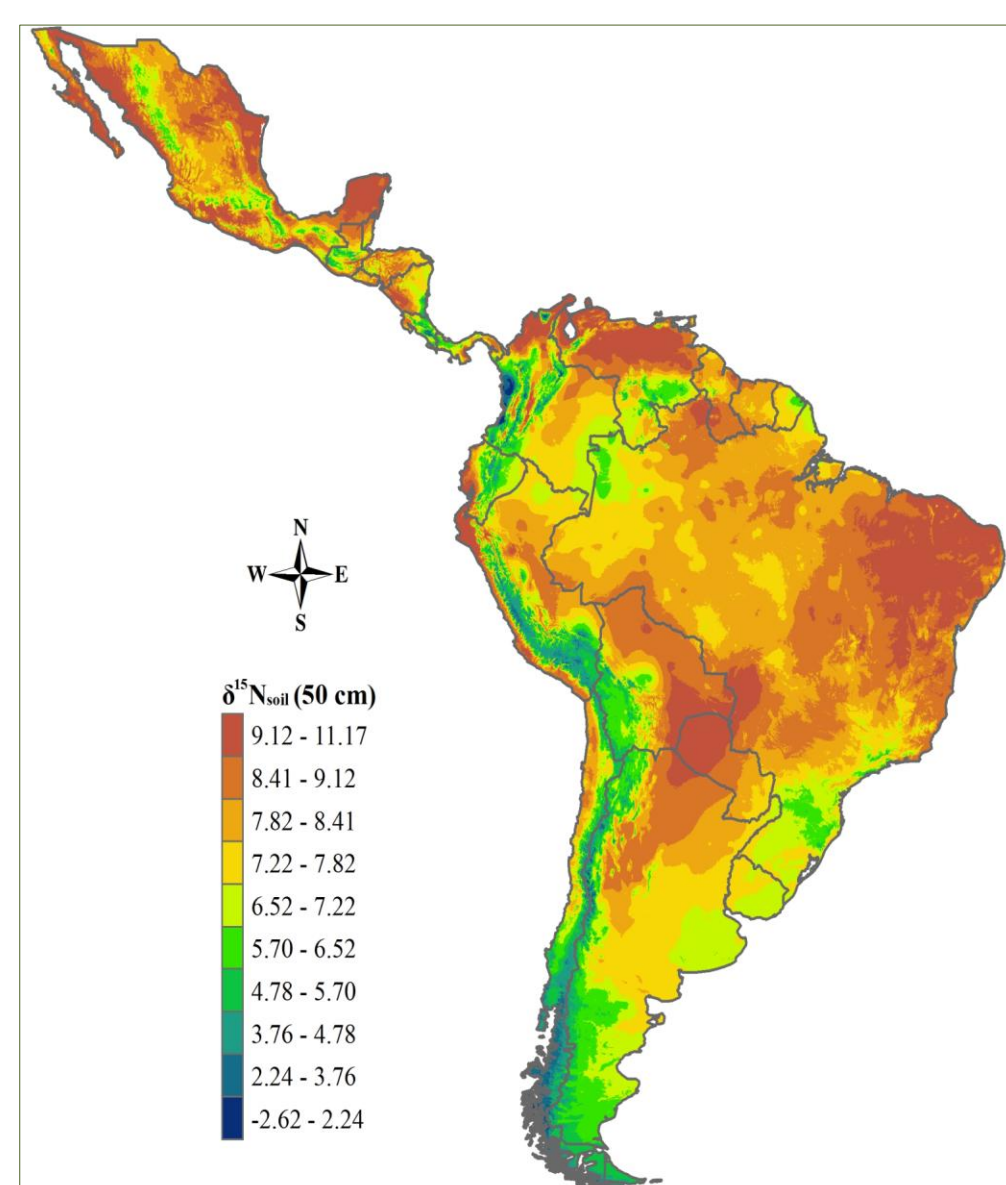 N
W E
S
δ¹⁵Nsoil (50 cm)
9.12 - 11.17
8.41 - 9.12
7.82 - 8.41
7.22 - 7.82
6.52 - 7.22
5.70 - 6.52
4.78 - 5.70
3.76 - 4.78
2.24 - 3.76
-2.62 - 2.24